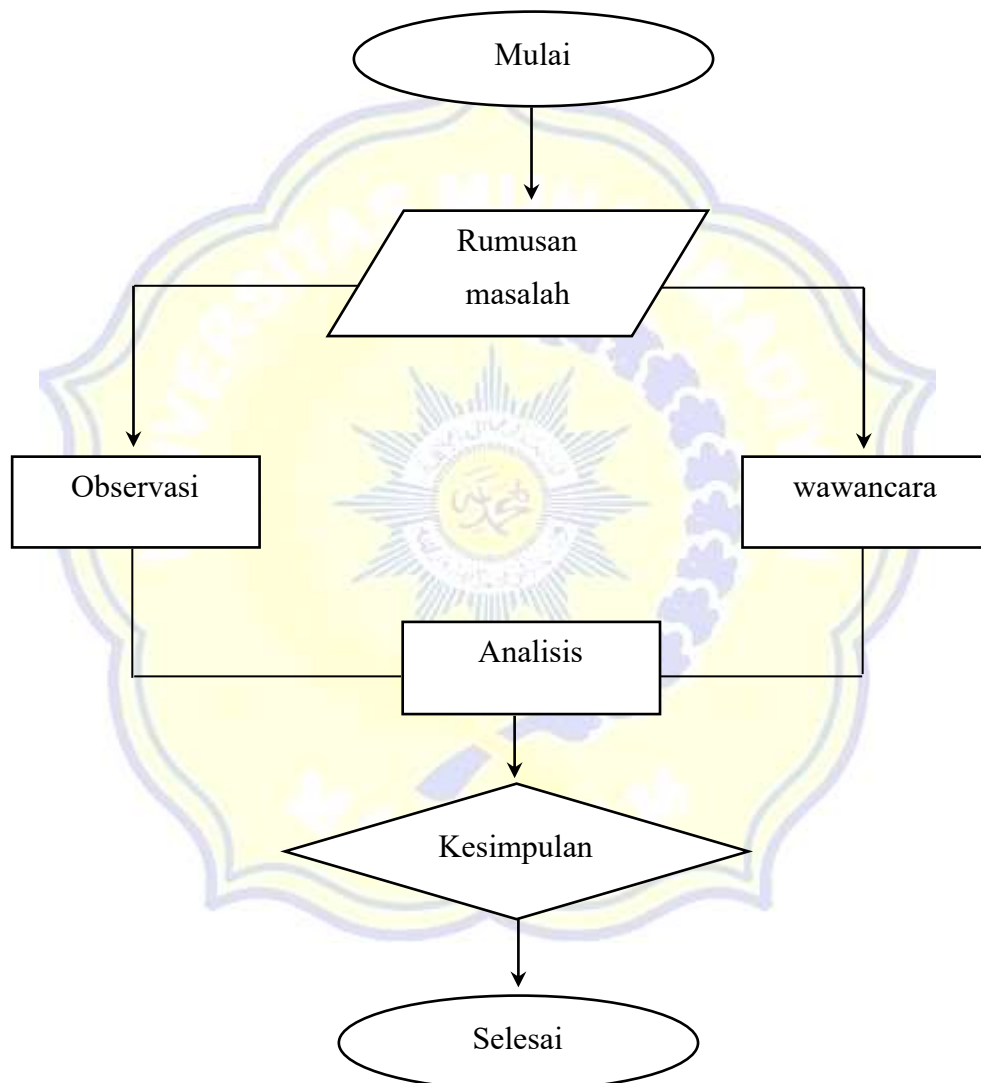 Mulai
Rumusan
masalah
Observasi
wawancara
Analisis
Kesimpulan
Selesai